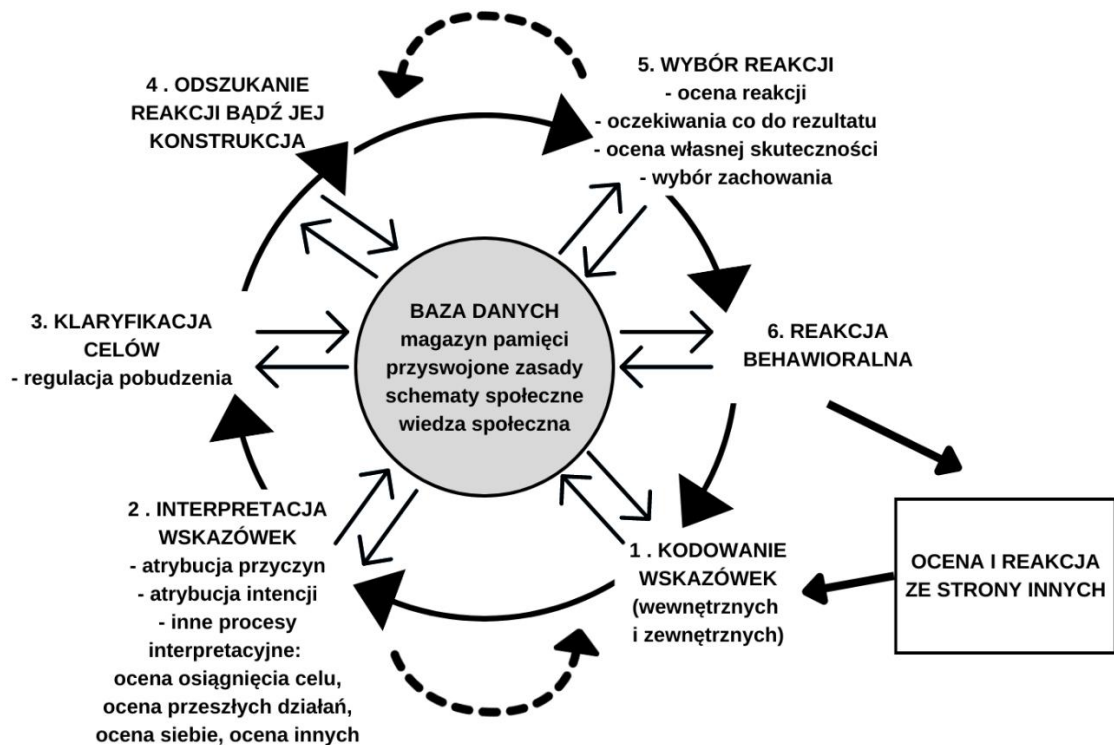 4 . ODSZUKANIE
REAKCJI BĄDŹ JEJ
KONSTRUKCJA
5. WYBÓR REAKCJI
- ocena reakcji
- oczekiwania co do rezultatu
- ocena własnej skuteczności
- wybór zachowania
3. KLARYFIKACJA
CELÓW
- regulacja pobudzenia
BAZA DANYCH
magazyn pamięci
przyswojone zasady
schematy społeczne
wiedza społeczna
6. REAKCJA
BEHAWIORALNA
2 . INTERPRETACJA
WSKAZÓWEK
- atrybucja przyczyn
- atrybucja intencji
- inne procesy
interpretacyjne:
ocena osiągnięcia celu,
ocena przeszłych działań,
ocena siebie, ocena innych
1 . KODOWANIE
WSKAZÓWEK
(wewnętrznych
i zewnętrznych)
OCENA I REAKCJA
ZE STRONY INNYCH